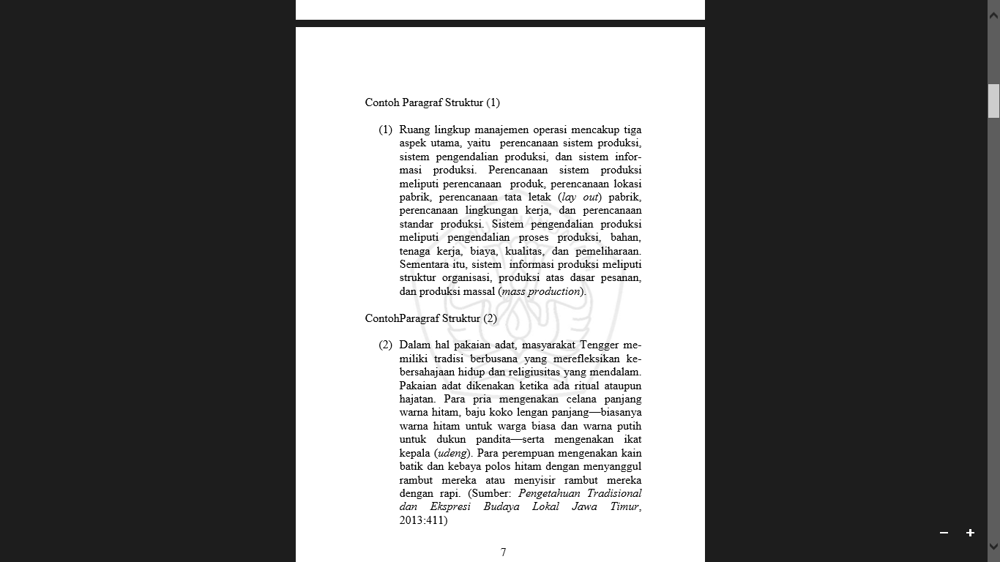 Contoh Paragraf Struktur (1)
(1) Ruang lingkup manajemen operasi mencakup tiga
aspek utama, yaitu perencanaan sistem produksi,
sistem pengendalian produksi, dan sistem infor-
masi produksi. Perencanaan sistem produksi
meliputi perencanaan produk, perencanaan lokasi
pabrik, perencanaan tata letak (lay out) pabrik,
perencanaan lingkungan kerja, dan perencanaan
standar produksi. Sistem pengendalian produksi
meliputi pengendalian proses produksi, bahan,
tenaga kerja, biaya, kualitas, dan pemeliharaan.
Sementara itu, sistem informasi produksi meliputi
struktur organisasi, produksi atas dasar pesanan,
dan produksi massal (mass production).
ContohParagraf Struktur (2)
(2) Dalam hal pakaian adat, masyarakat Tengger me-
miliki tradisi berbusana yang merefleksikan ke-
bersahajaan hidup dan religiusitas yang mendalam.
Pakaian adat dikenakan ketika ada ritual ataupun
hajatan. Para pria mengenakan celana panjang
warna hitam, baju koko lengan panjang—biasanya
warna hitam untuk warga biasa dan warna putih
untuk dukun pandita—serta mengenakan ikat
kepala (udeng). Para perempuan mengenakan kain
batik dan kebaya polos hitam dengan menyanggul
rambut mereka atau menyisir rambut mereka
dengan rapi. (Sumber: Pengetahuan Tradisional
dan Ekspresi Budaya Lokal Jawa Timur,
2013:411)
7